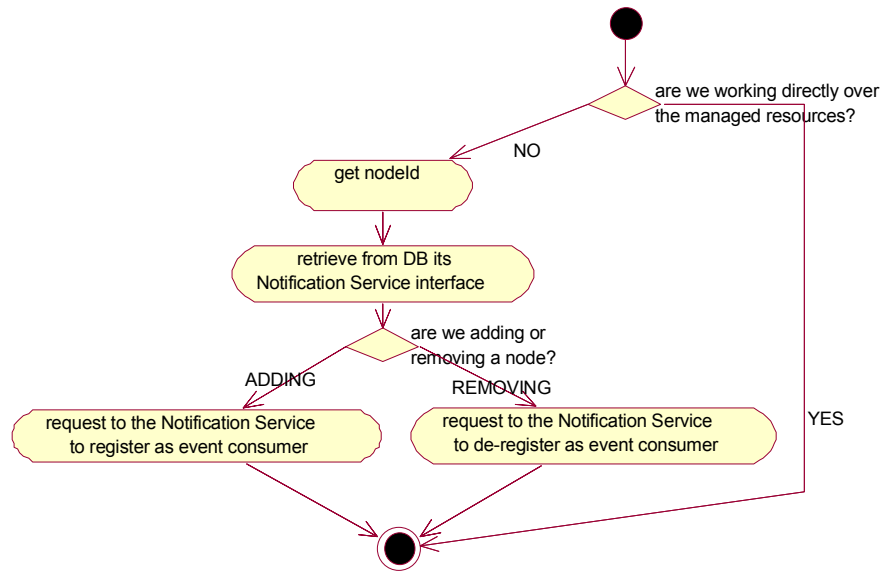 are we working directly over
the managed resources?
NO
get nodeId
retrieve from DB its
Notification Service interface
are we adding or
removing a node?
ADDING
REMOVING
request to the Notification Service
to register as event consumer
request to the Notification Service
to de-register as event consumer
YES